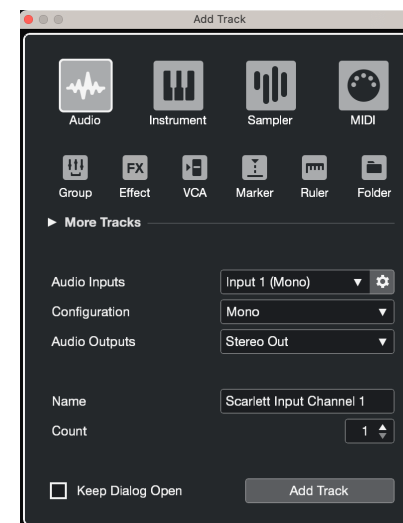 Add Track
Audio Instrument Sampler MIDI
FX
Group Effect VCA Marker Ruler Folder
More Tracks
Audio Inputs Input 1 (Mono)
Configuration Mono
Audio Outputs Stereo Out
Name Scarlett Input Channel 1
Count 1
Keep Dialog Open Add Track